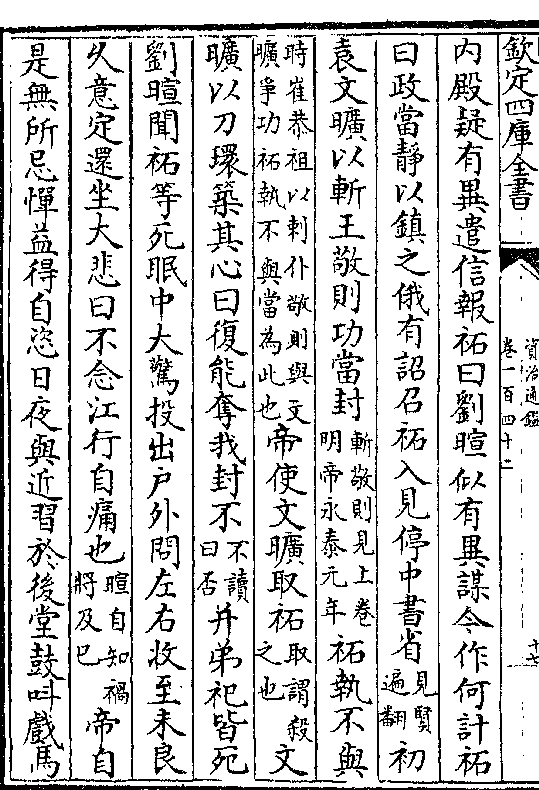 欽定四庫全書
資治通鑑
卷一百四十二
十七
內殿疑有異遣信報祏曰劉暄似有異謀今作何計祏
曰政當靜以鎮之俄有詔召祏入見停中書省見賢遍翻初
袁文曠以斬王敬則功當封斬敬則見上卷明帝永泰元年祏執不與
時崔恭祖以刺仆敬則與文曠爭功祏執不與當為此也帝使文曠取祏取謂殺之也文
曠以刀環築其心曰復能奪我封不不讀曰否并弟祀皆死
劉暄聞祏等死眠中大驚投出戶外問左右收至未良
久意定還坐大悲曰不念江行自痛也暄自知禍將及已帝自
是無所忌憚益得自恣日夜與近習於後堂鼓呌戲馬